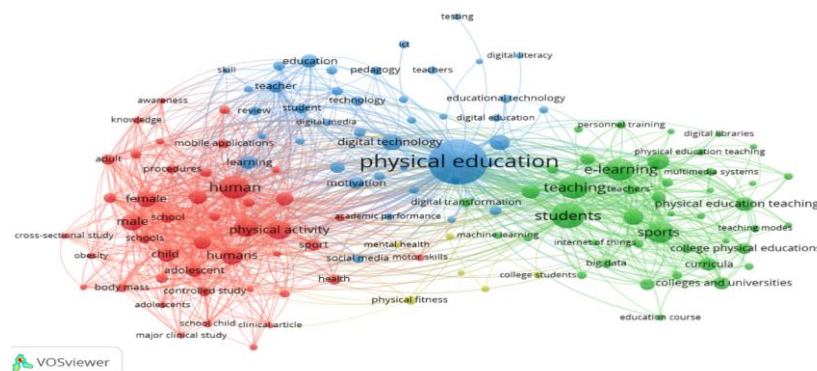 testing
ict
digital literacy
education
skill
pedagogy
teachers
teacher
technology
educational technology
awareness
review
student
digital media
digital education
knowledge
personnel training
digital libraries
mobile applications
digital technology
adult
procedures
learning
physical education
physical education teaching
e-learning
multimedia systems
motivation
human
teaching
teachers
female
digital transformation
physical education teaching
male
school
academic performance
students
physical activity
teaching modes
cross-sectional study
schools
sport
mental health
machine learning
internet of things
sports
college physical educations
child
humans
social media
motor skills
obesity
adolescent
big data
curricula
body mass
controlled study
health
college students
colleges and universities
adolescents
physical fitness
school child
clinical article
education course
major clinical study
VOSviewer